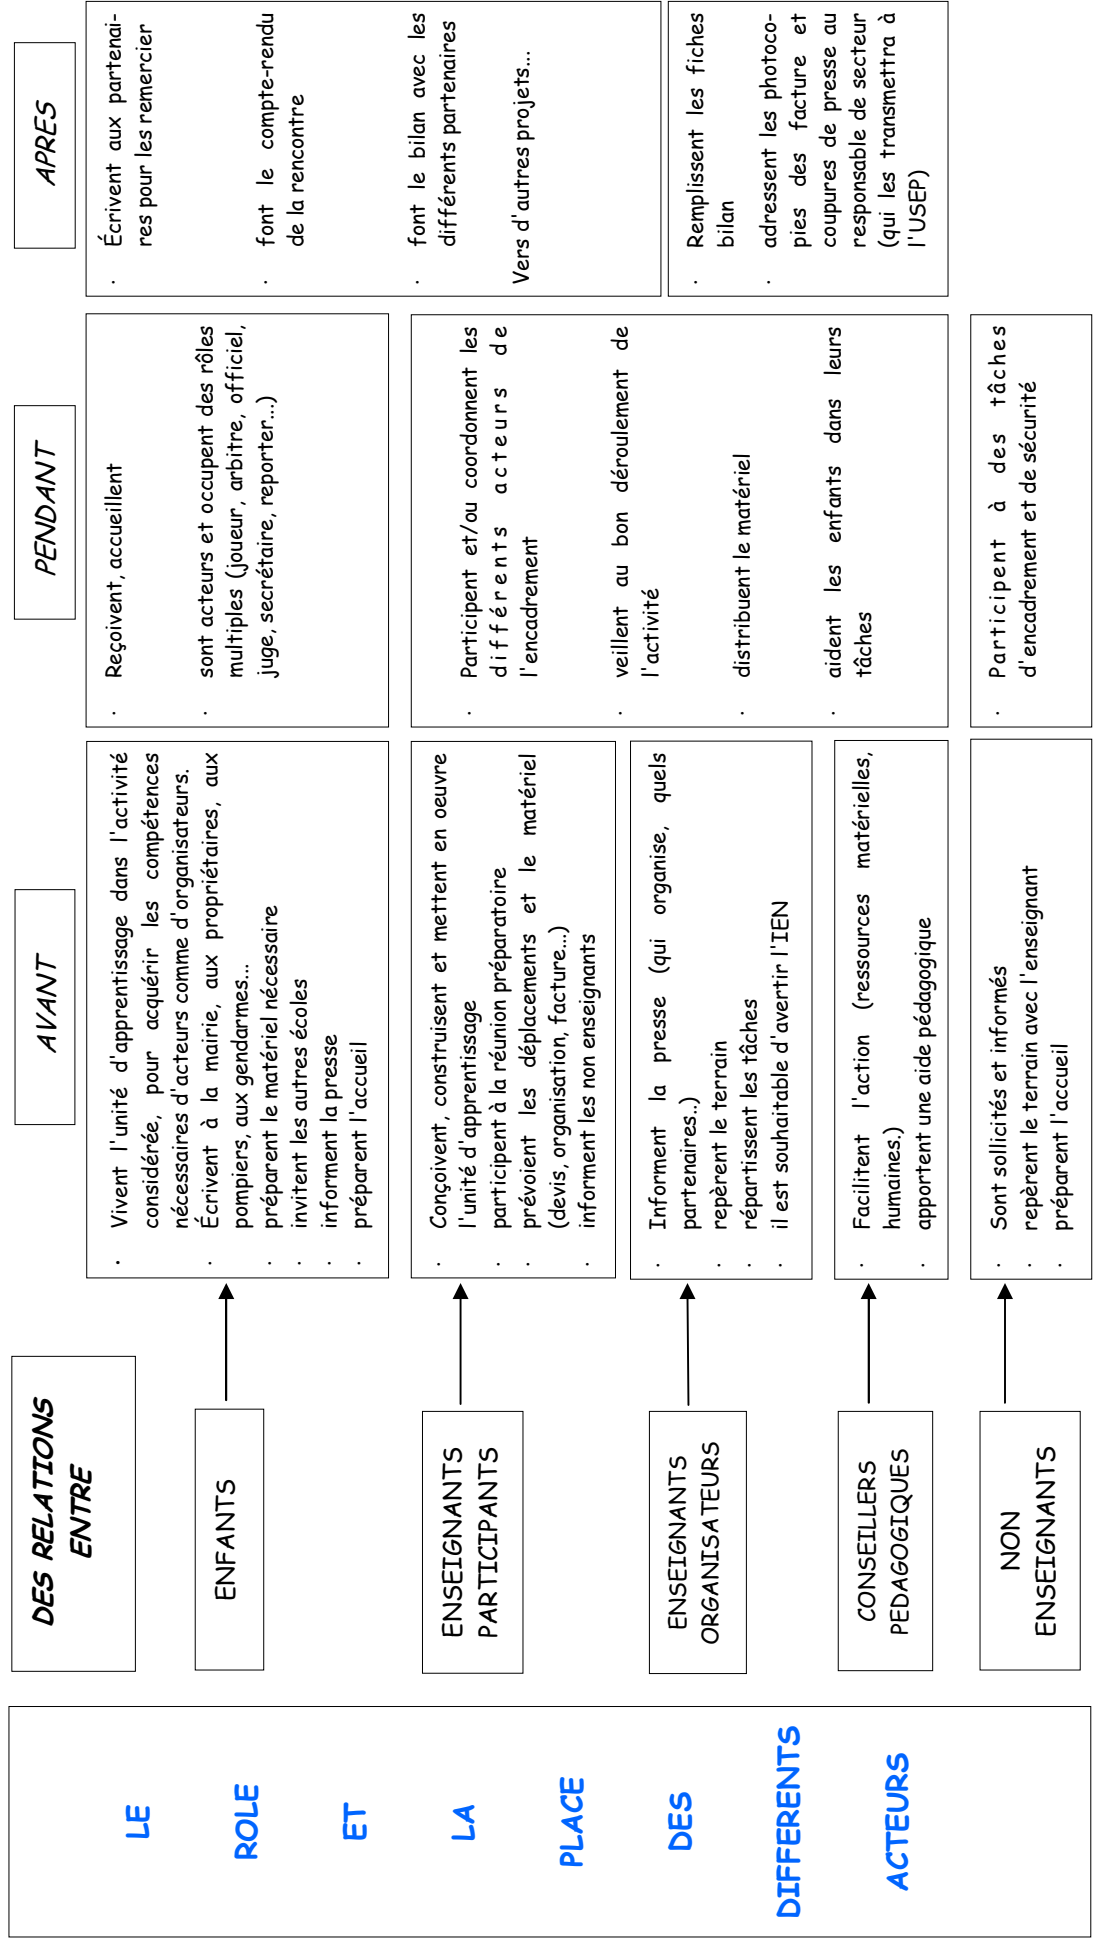 LE
ROLE
ET
LA
PLACE
DES
DIFFERENTS
ACTEURS
DES RELATIONS
ENTRE
AVANT
PENDANT
APRES
ENFANTS
· Vivent l'unité d'apprentissage dans l'activité
considérée, pour acquérir les compétences
nécessaires d'acteurs comme d'organisateurs.
· Écrivent à la mairie, aux propriétaires, aux
pompiers, aux gendarmes...
· préparent le matériel nécessaire
· invitent les autres écoles
· informent la presse
· préparent l'accueil
· Reçoivent, accueillent
· sont acteurs et occupent des rôles
multiples (joueur, arbitre, officiel,
juge, secrétaire, reporter...)
· Écrivent aux partenai-
res pour les remercier
· font le compte-rendu
de la rencontre
· font le bilan avec les
différents partenaires
Vers d'autres projets...
ENSEIGNANTS
PARTICIPANTS
· Conçoivent, construisent et mettent en oeuvre
l'unité d'apprentissage
· participent à la réunion préparatoire
· prévoient les déplacements et le matériel
(devis, organisation, facture...)
· informent les non enseignants
· Participent et/ou coordonnent les
différents acteurs de
l'encadrement
· veillent au bon déroulement de
l'activité
· distribuent le matériel
· aident les enfants dans leurs
tâches
ENSEIGNANTS
ORGANISATEURS
· Informent la presse (qui organise, quels
partenaires..)
· repèrent le terrain
· répartissent les tâches
· il est souhaitable d'avertir l'IEN
· Remplissent les fiches
bilan
· adressent les photoco-
pies des facture et
coupures de presse au
responsable de secteur
(qui les transmettra à
l'USEP)
CONSEILLERS
PEDAGOGIQUES
· Facilitent l'action (ressources matérielles,
humaines.)
· apportent une aide pédagogique
NON
ENSEIGNANTS
· Sont sollicités et informés
· repèrent le terrain avec l'enseignant
· préparent l'accueil
· Participent à des tâches
d'encadrement et de sécurité